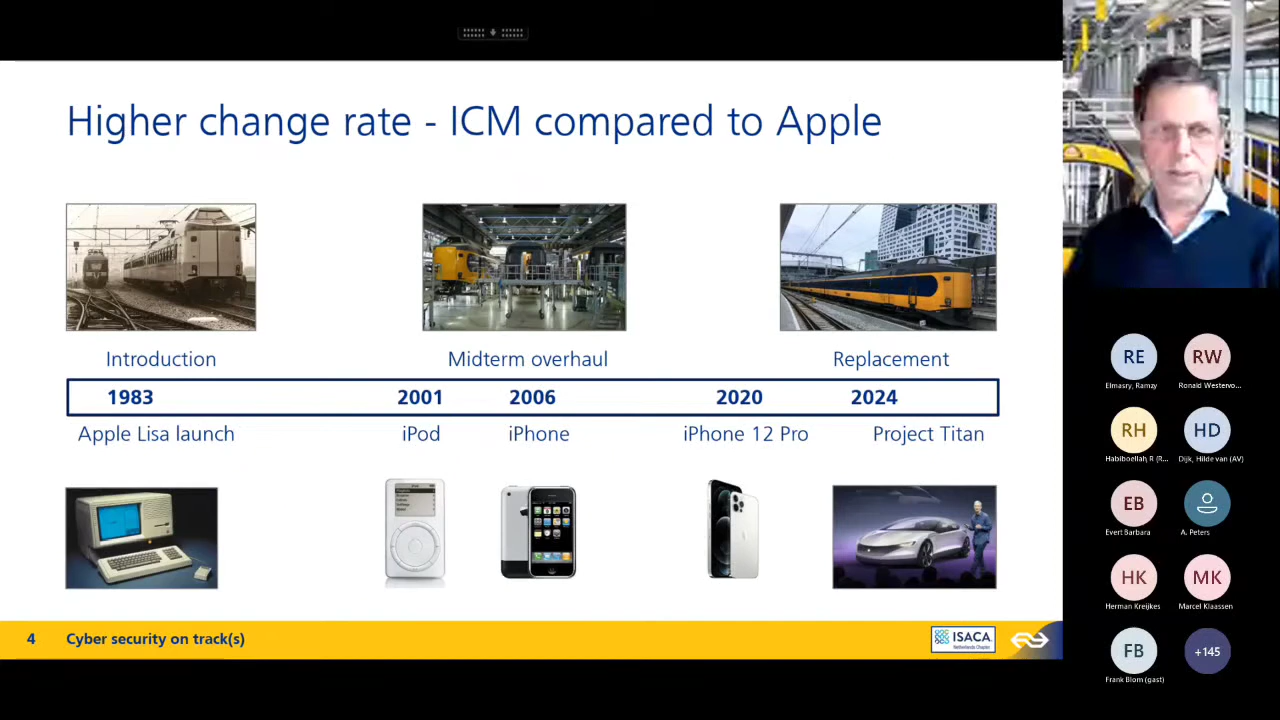 Higher change rate - ICM compared to Apple
Introduction
Midterm overhaul
Replacement
1983
2001
2006
2020
2024
Apple Lisa launch
iPod
iPhone
iPhone 12 Pro
Project Titan
4
Cyber security on track(s)
ISACA.
Netherlands Chapter
RE
RW
Elmasry, Ramzy
Ronald Westervo...
RH
HD
Habiboellah, R (R...
Dijk, Hilde van (AV)
EB
Evert Barbara
A. Peters
HK
MK
Herman Kreijkes
Marcel Klaassen
FB
+145
Frank Blom (gast)